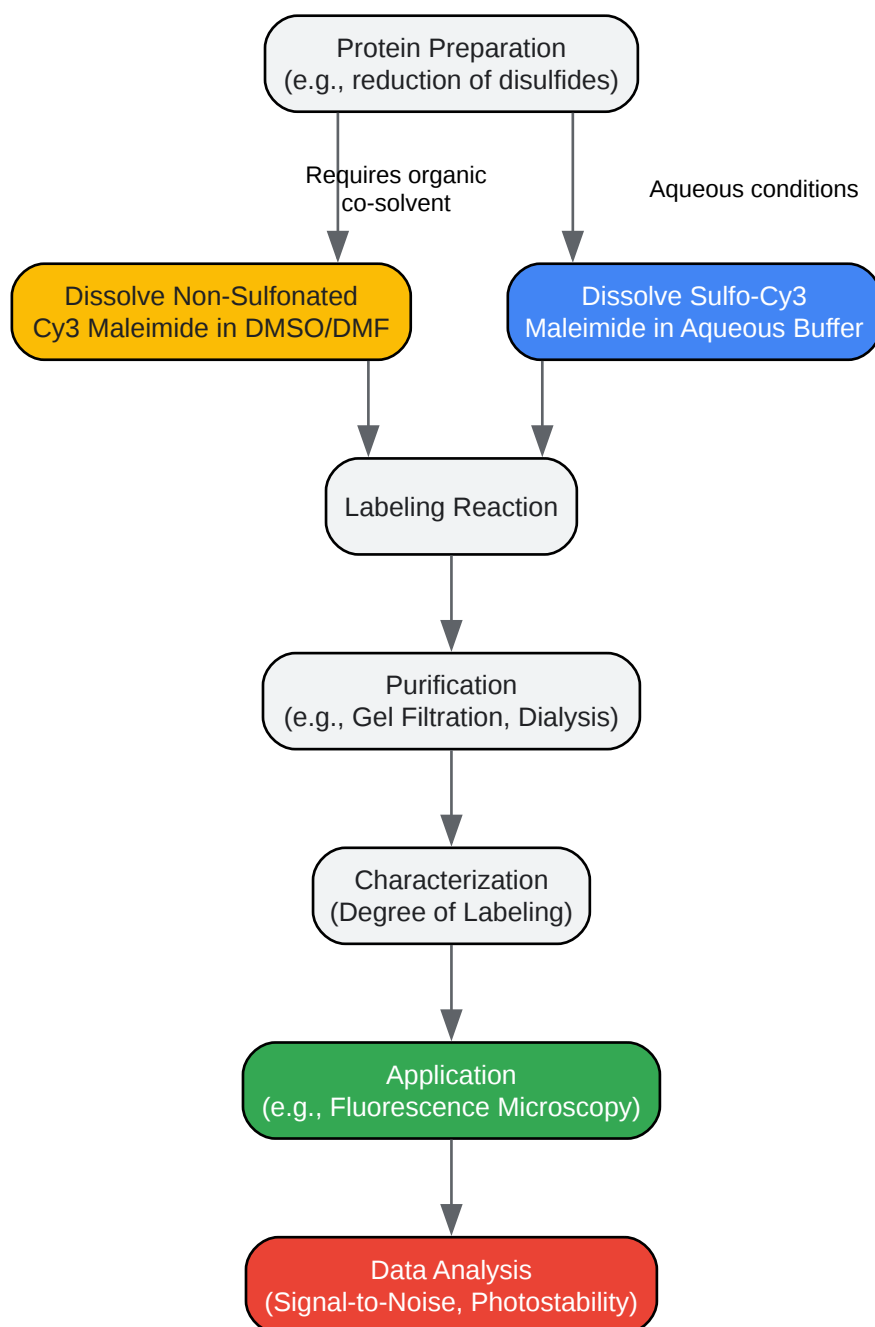 Protein Preparation
(e.g., reduction of disulfides)
Requires organic
co-solvent
Aqueous conditions
Dissolve Non-Sulfonated
Cy3 Maleimide in DMSO/DMF
Dissolve Sulfo-Cy3
Maleimide in Aqueous Buffer
Labeling Reaction
Purification
(e.g., Gel Filtration, Dialysis)
Characterization
(Degree of Labeling)
Application
(e.g., Fluorescence Microscopy)
Data Analysis
(Signal-to-Noise, Photostability)